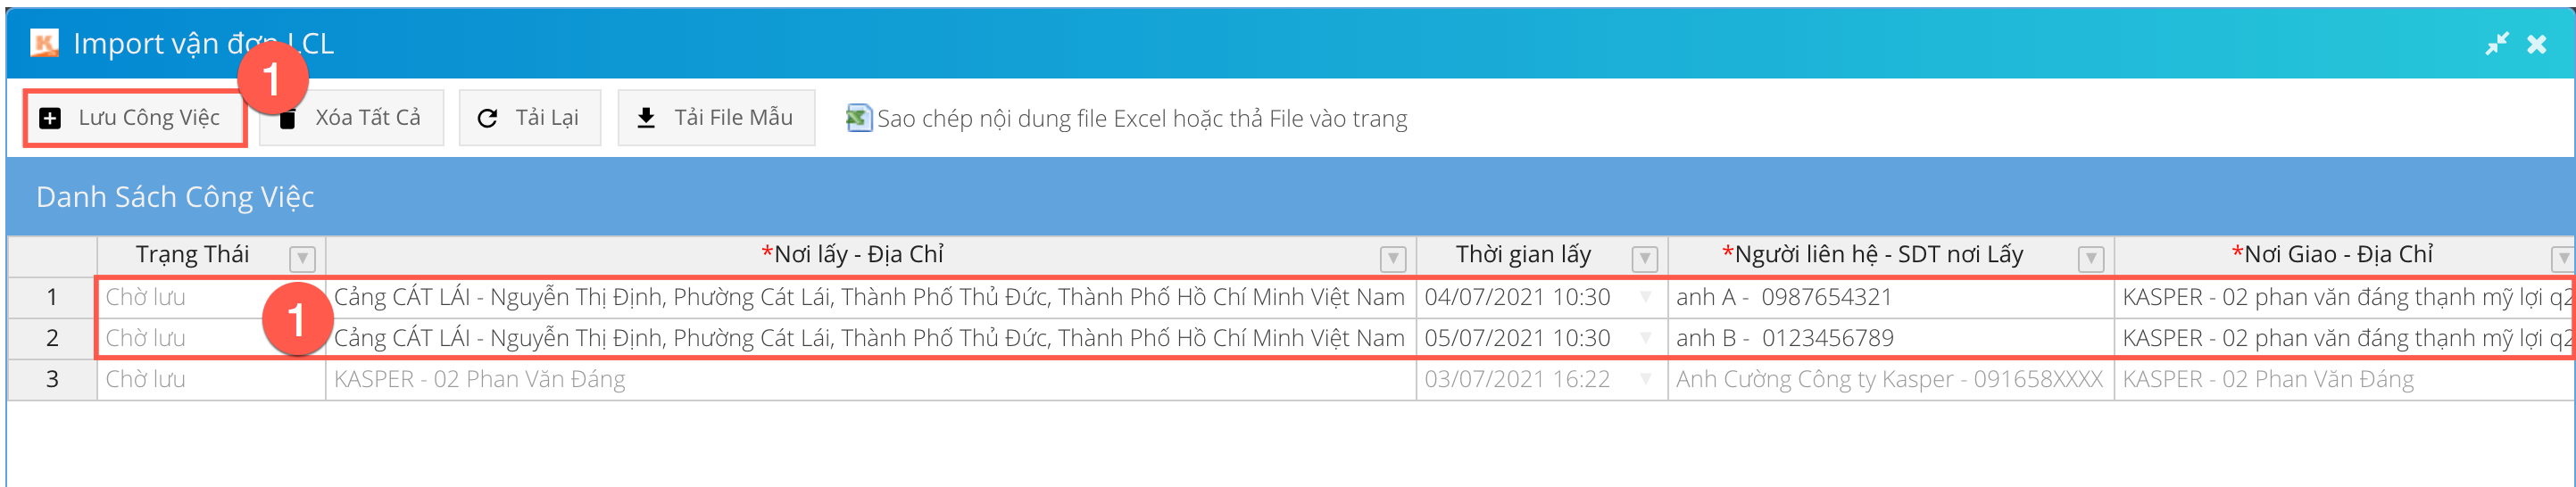 Import vận đơn LCL
1
Lưu Công Việc Xóa Tất Cả Tải Lại Tải File Mẫu Sao chép nội dung file Excel hoặc thả File vào trang
Danh Sách Công Việc
Trạng Thái *Nơi lấy - Địa Chỉ Thời gian lấy *Người liên hệ - SDT nơi Lấy *Nơi Giao - Địa Chỉ
1 Chờ lưu Cảng CÁT LÁI - Nguyễn Thị Định, Phường Cát Lái, Thành Phố Thủ Đức, Thành Phố Hồ Chí Minh Việt Nam 04/07/2021 10:30 anh A - 0987654321 KASPER - 02 phan văn đáng thạnh mỹ lợi q2
1
2 Chờ lưu Cảng CÁT LÁI - Nguyễn Thị Định, Phường Cát Lái, Thành Phố Thủ Đức, Thành Phố Hồ Chí Minh Việt Nam 05/07/2021 10:30 anh B - 0123456789 KASPER - 02 phan văn đáng thạnh mỹ lợi q2
3 Chờ lưu KASPER - 02 Phan Văn Đáng 03/07/2021 16:22 Anh Cường Công ty Kasper - 091658XXXX KASPER - 02 Phan Văn Đáng